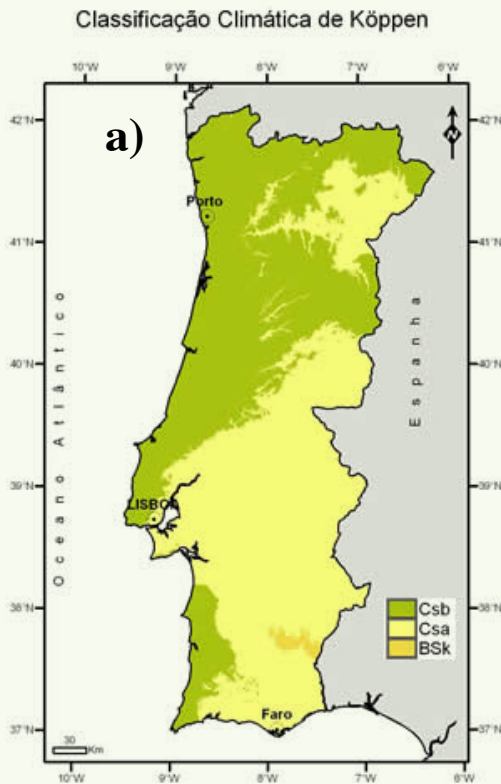 Classificação Climática de Köppen
10°W 9°W 8°W 7°W 6°W
42°N 42°N
a)
N
Porto
41°N 41°N
Oceano Atlântico
Espanha
40°N 40°N
39°N 39°N
LISBOA
38°N 38°N
Csb
Csa
BSk
Faro
37°N 37°N
30
Km
10°W 9°W 8°W 7°W 6°W